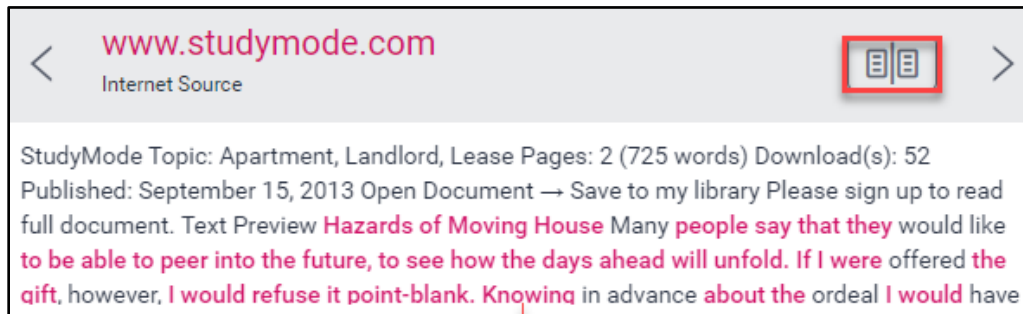 www.studymode.com
Internet Source
StudyMode Topic: Apartment, Landlord, Lease Pages: 2 (725 words) Download(s): 52
Published: September 15, 2013 Open Document → Save to my library Please sign up to read
full document. Text Preview Hazards of Moving House Many people say that they would like
to be able to peer into the future, to see how the days ahead will unfold. If I were offered the
gift, however, I would refuse it point-blank. Knowing in advance about the ordeal I would have